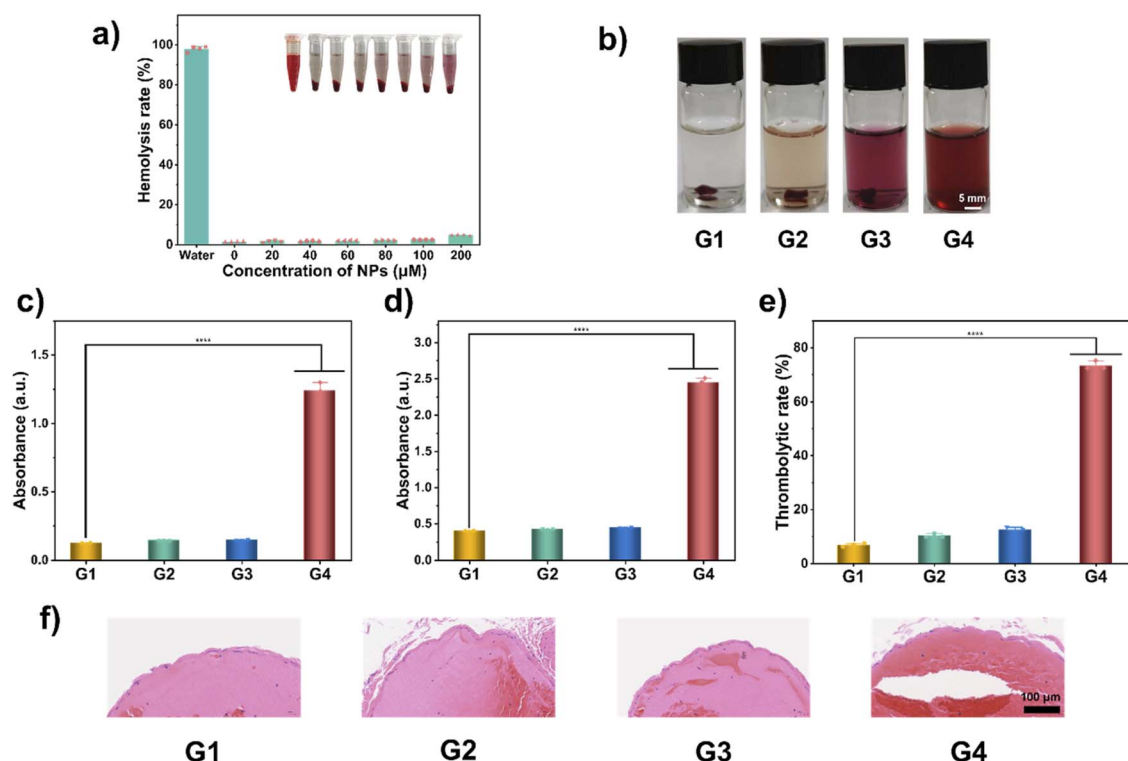 a)
Hemolysis rate (%)
100
80
60
40
20
0
Water 0 20 40 60 80 100 200
Concentration of NPs (μM)
b)
5 mm
G1 G2 G3 G4
c)
Absorbance (a.u.)
1.5
1.0
0.5
0.0
****
G1 G2 G3 G4
d)
Absorbance (a.u.)
3.0
2.5
2.0
1.5
1.0
0.5
0.0
****
G1 G2 G3 G4
e)
Thrombolytic rate (%)
80
60
40
20
0
****
G1 G2 G3 G4
f)
100 μm
G1 G2 G3 G4